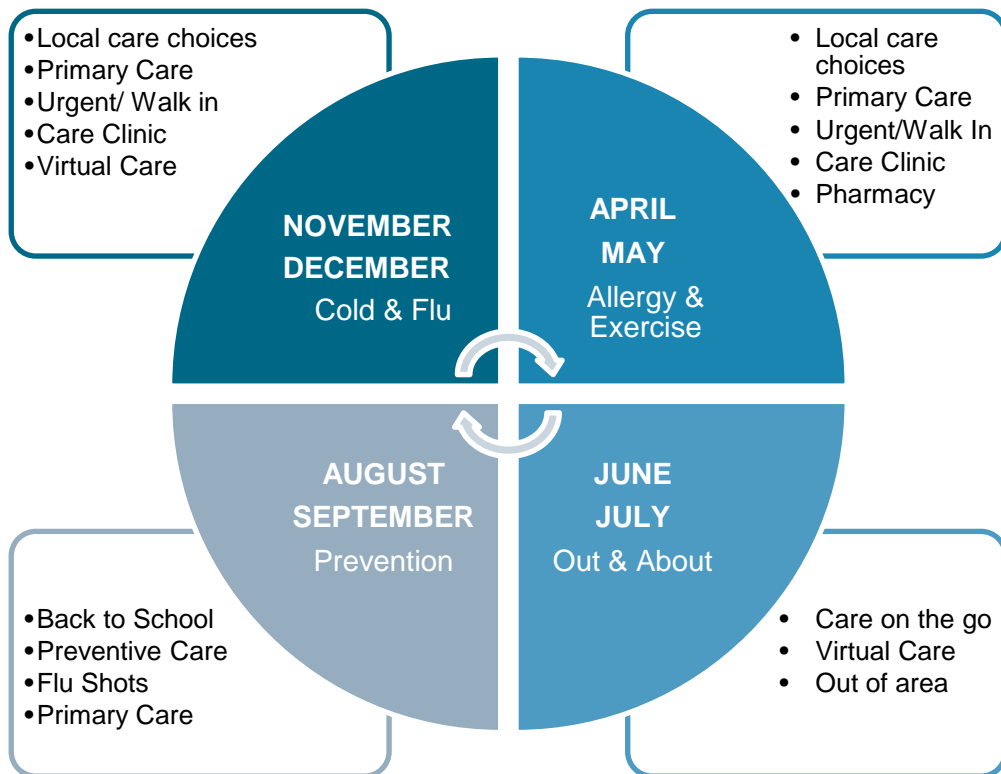 •Local care choices
•Primary Care
•Urgent/ Walk in
•Care Clinic
•Virtual Care
NOVEMBER
DECEMBER
Cold & Flu
• Local care
choices
• Primary Care
• Urgent/Walk In
• Care Clinic
• Pharmacy
APRIL
MAY
Allergy &
Exercise
AUGUST
SEPTEMBER
Prevention
•Back to School
•Preventive Care
•Flu Shots
•Primary Care
JUNE
JULY
Out & About
• Care on the go
• Virtual Care
• Out of area